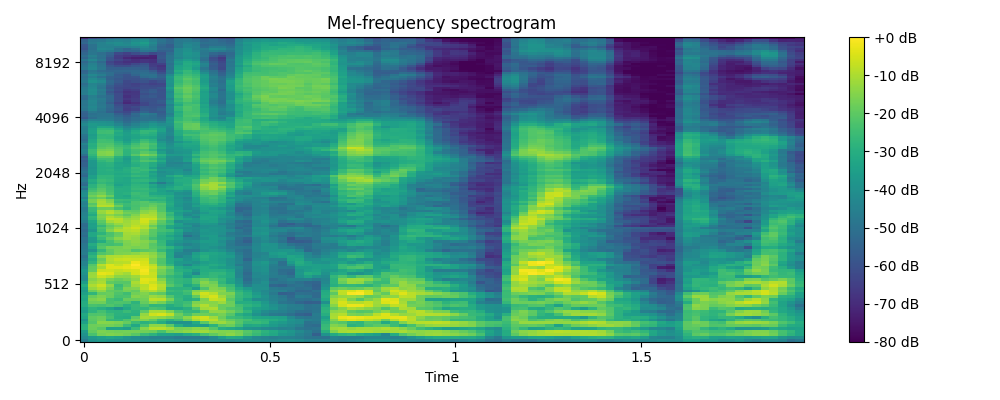 Mel-frequency spectrogram
Hz
8192
4096
2048
1024
512
0
0
0.5
1
1.5
Time
+0 dB
-10 dB
-20 dB
-30 dB
-40 dB
-50 dB
-60 dB
-70 dB
-80 dB